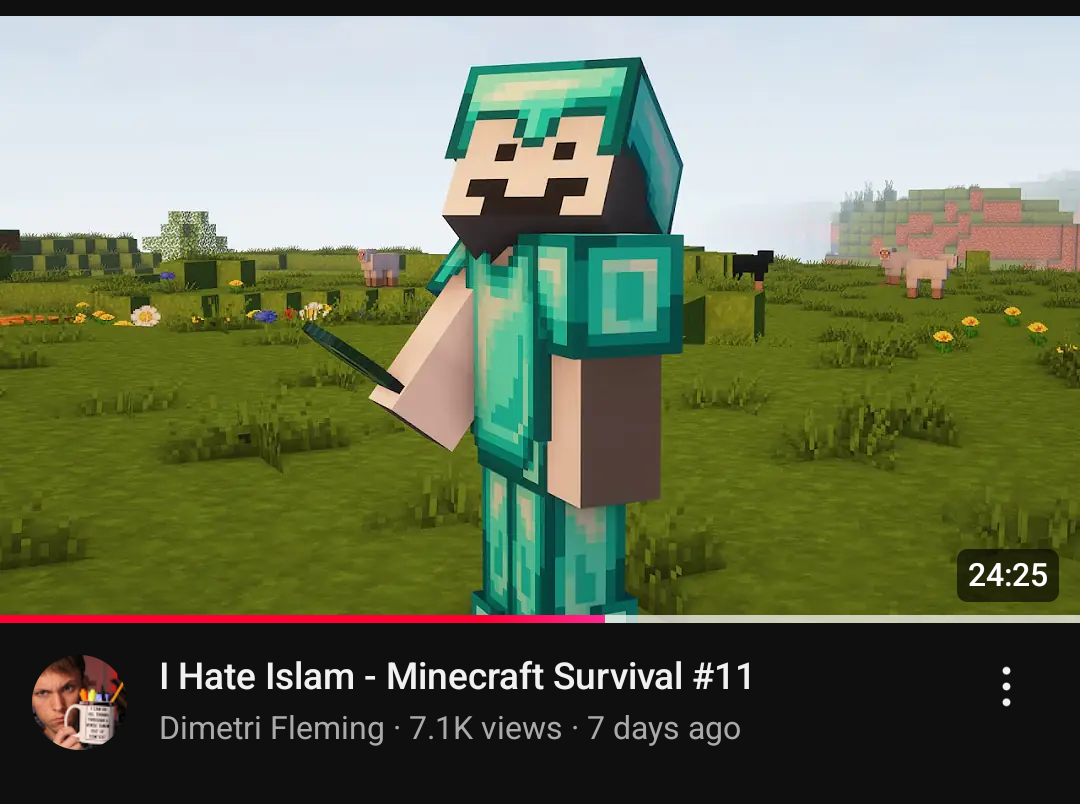 24:25
I Hate Islam - Minecraft Survival #11
Dimetri Fleming · 7.1K views · 7 days ago